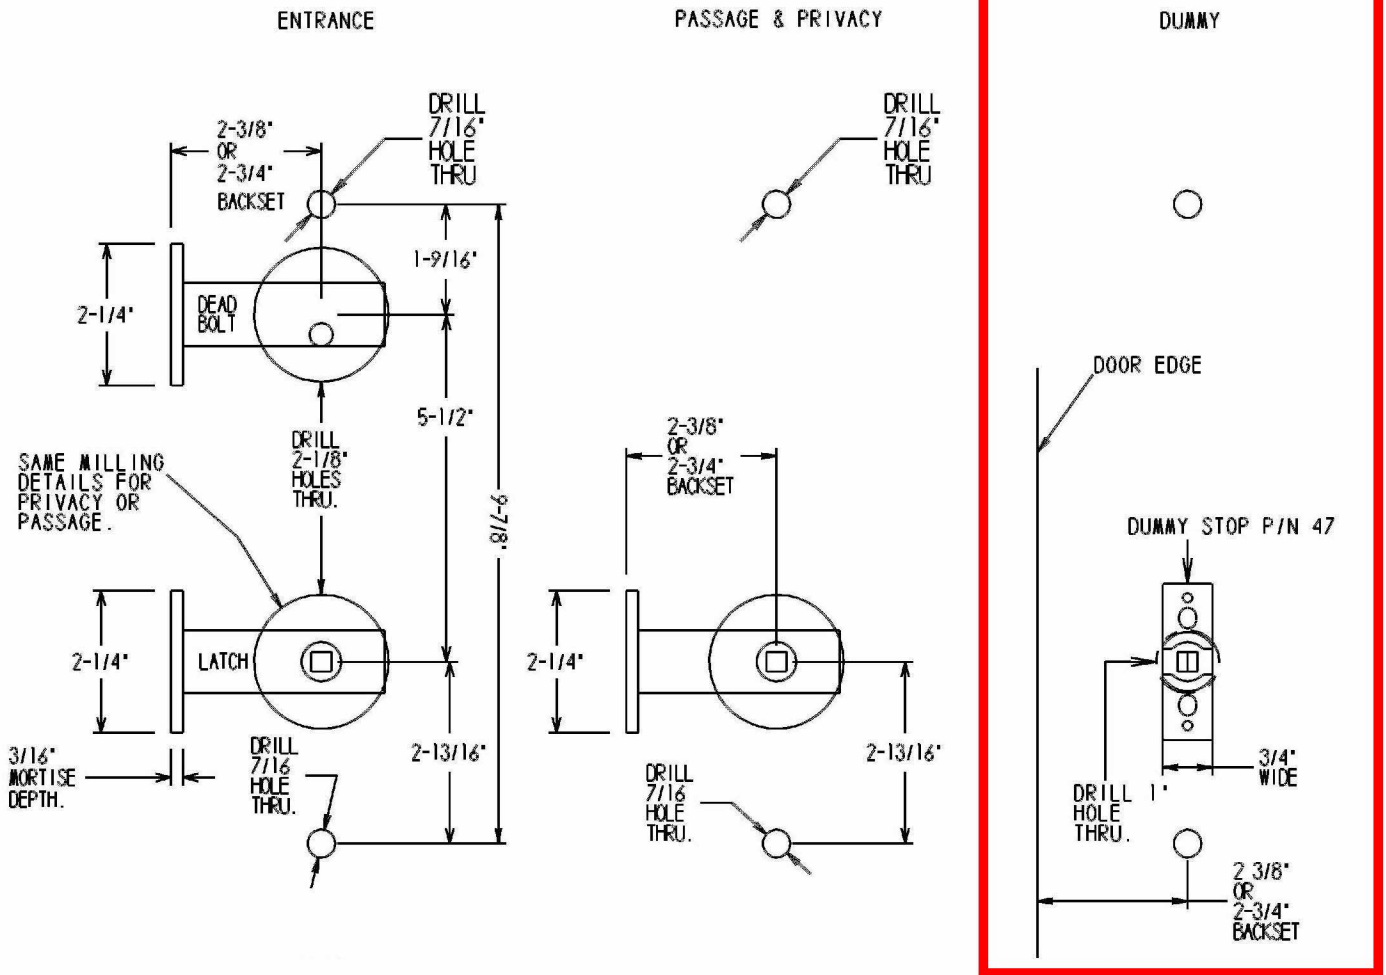 ENTRANCE
2-3/8"
OR
2-3/4"
BACKSET
DRILL
7/16"
HOLE
THRU
1-9/16"
2-1/4"
DEAD
BOLT
5-1/2"
DRILL
2-1/8"
HOLES
THRU.
SAME MILLING
DETAILS FOR
PRIVACY OR
PASSAGE.
9-7/8"
2-1/4"
LATCH
2-13/16"
3/16"
MORTISE
DEPTH.
DRILL
7/16
HOLE
THRU.
PASSAGE & PRIVACY
DRILL
7/16"
HOLE
THRU
2-3/8"
OR
2-3/4"
BACKSET
2-1/4"
2-13/16"
DRILL
7/16
HOLE
THRU.
DUMMY
DOOR EDGE
DUMMY STOP P/N 47
3/4"
WIDE
DRILL 1"
HOLE
THRU.
2 3/8"
OR
2-3/4"
BACKSET